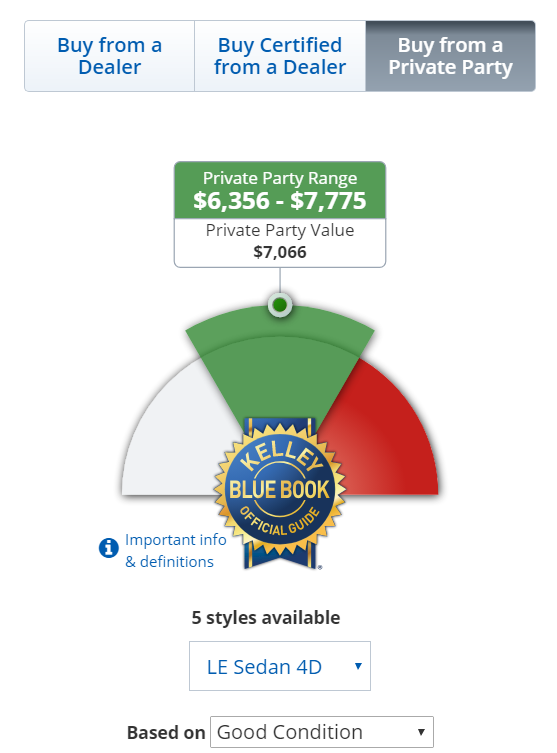 Buy from a
Dealer
Buy Certified
from a Dealer
Buy from a
Private Party
Private Party Range
$6,356 - $7,775
Private Party Value
$7,066
KELLEY
BLUE BOOK
OFFICIAL GUIDE
Important info
& definitions
5 styles available
LE Sedan 4D
Based on Good Condition